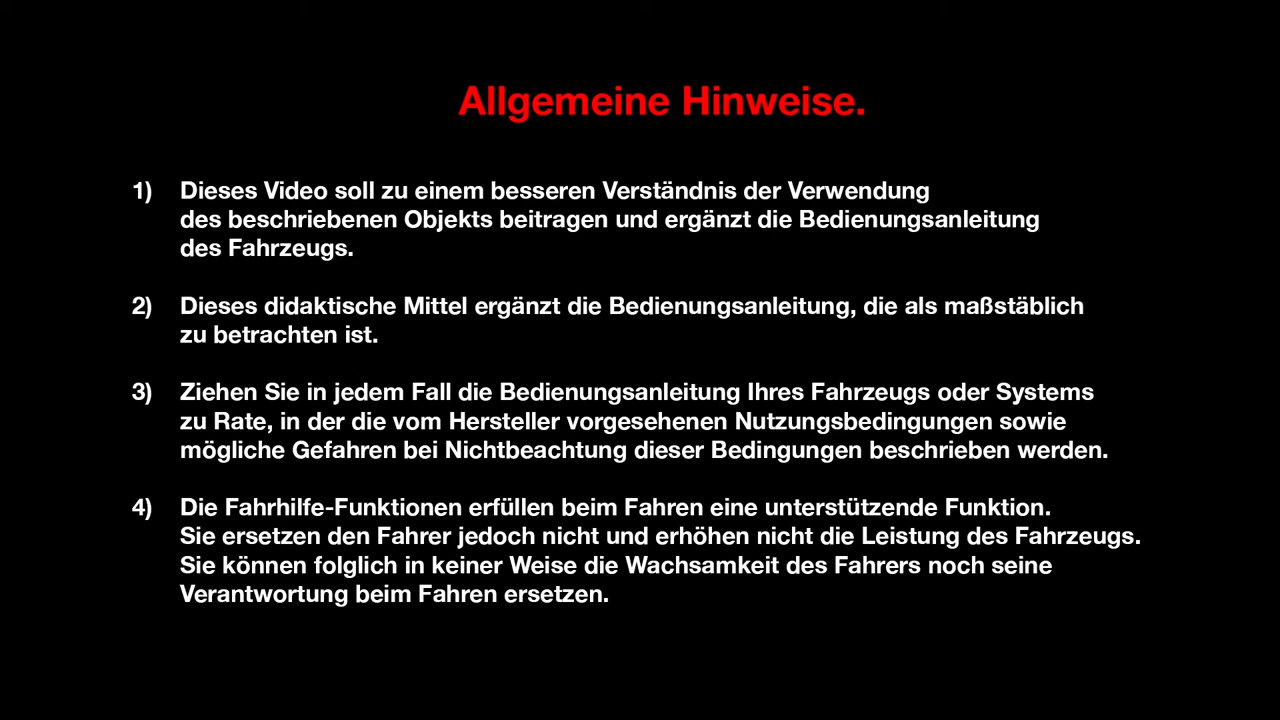 Allgemeine Hinweise.
1) Dieses Video soll zu einem besseren Verständnis der Verwendung
des beschriebenen Objekts beitragen und ergänzt die Bedienungsanleitung
des Fahrzeugs.
2) Dieses didaktische Mittel ergänzt die Bedienungsanleitung, die als maßstäblich
zu betrachten ist.
3) Ziehen Sie in jedem Fall die Bedienungsanleitung Ihres Fahrzeugs oder Systems
zu Rate, in der die vom Hersteller vorgesehenen Nutzungsbedingungen sowie
mögliche Gefahren bei Nichtbeachtung dieser Bedingungen beschrieben werden.
4) Die Fahrhilfe-Funktionen erfüllen beim Fahren eine unterstützende Funktion.
Sie ersetzen den Fahrer jedoch nicht und erhöhen nicht die Leistung des Fahrzeugs.
Sie können folglich in keiner Weise die Wachsamkeit des Fahrers noch seine
Verantwortung beim Fahren ersetzen.